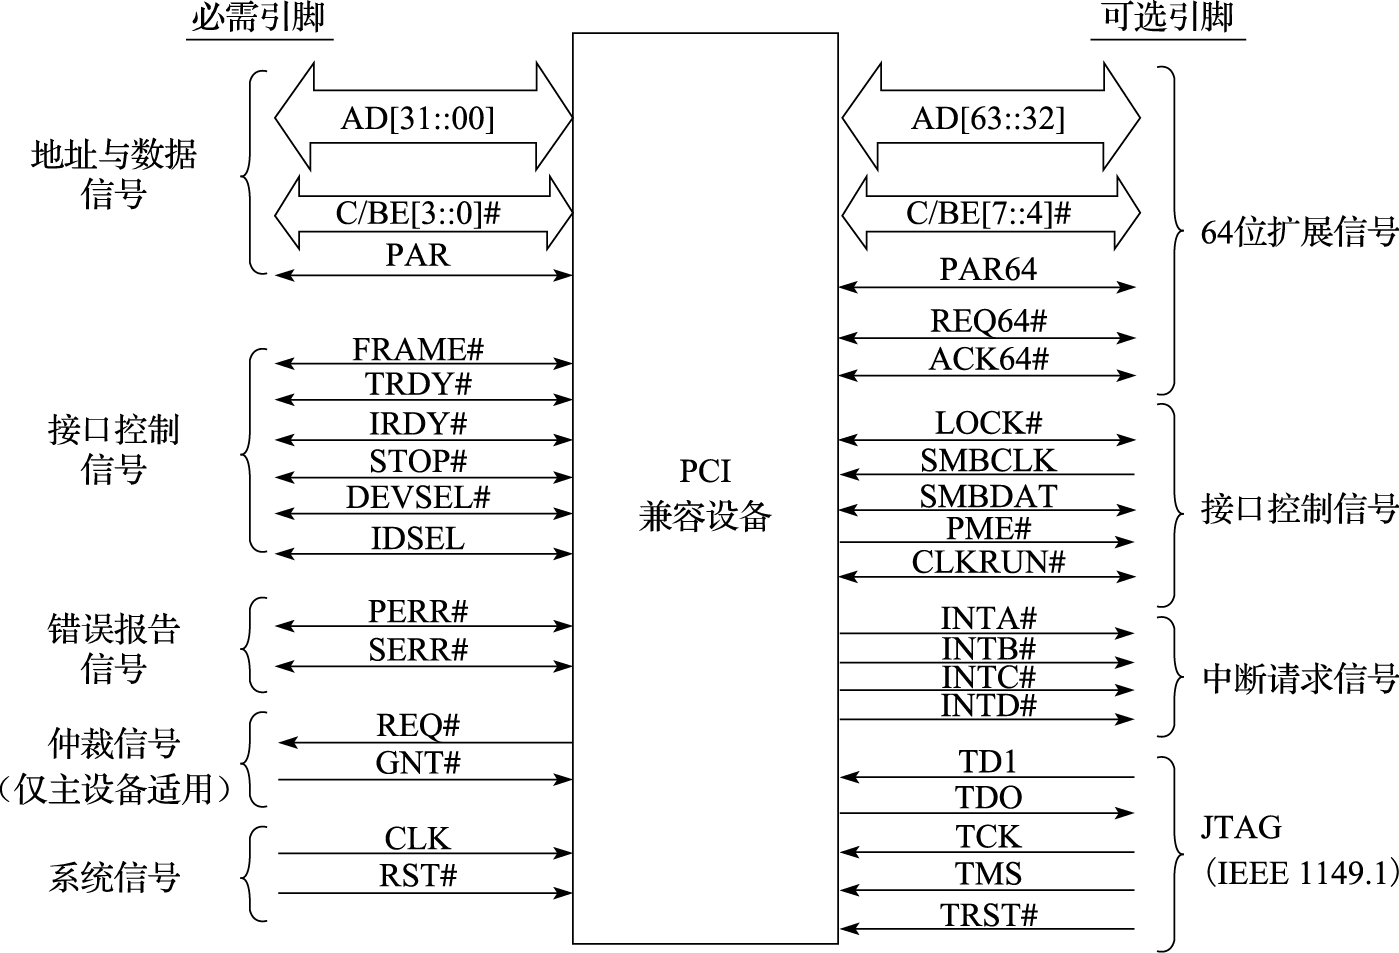 必需引脚
地址与数据
信号
AD[31::00]
C/BE[3::0]#
PAR
接口控制
信号
FRAME#
TRDY#
IRDY#
STOP#
DEVSEL#
IDSEL
错误报告
信号
PERR#
SERR#
仲裁信号
（仅主设备适用）
REQ#
GNT#
系统信号
CLK
RST#
PCI
兼容设备
可选引脚
AD[63::32]
C/BE[7::4]#
PAR64
REQ64#
ACK64#
64位扩展信号
LOCK#
SMBCLK
SMBDAT
PME#
CLKRUN#
接口控制信号
INTA#
INTB#
INTC#
INTD#
中断请求信号
TD1
TDO
TCK
TMS
TRST#
JTAG
(IEEE 1149.1)